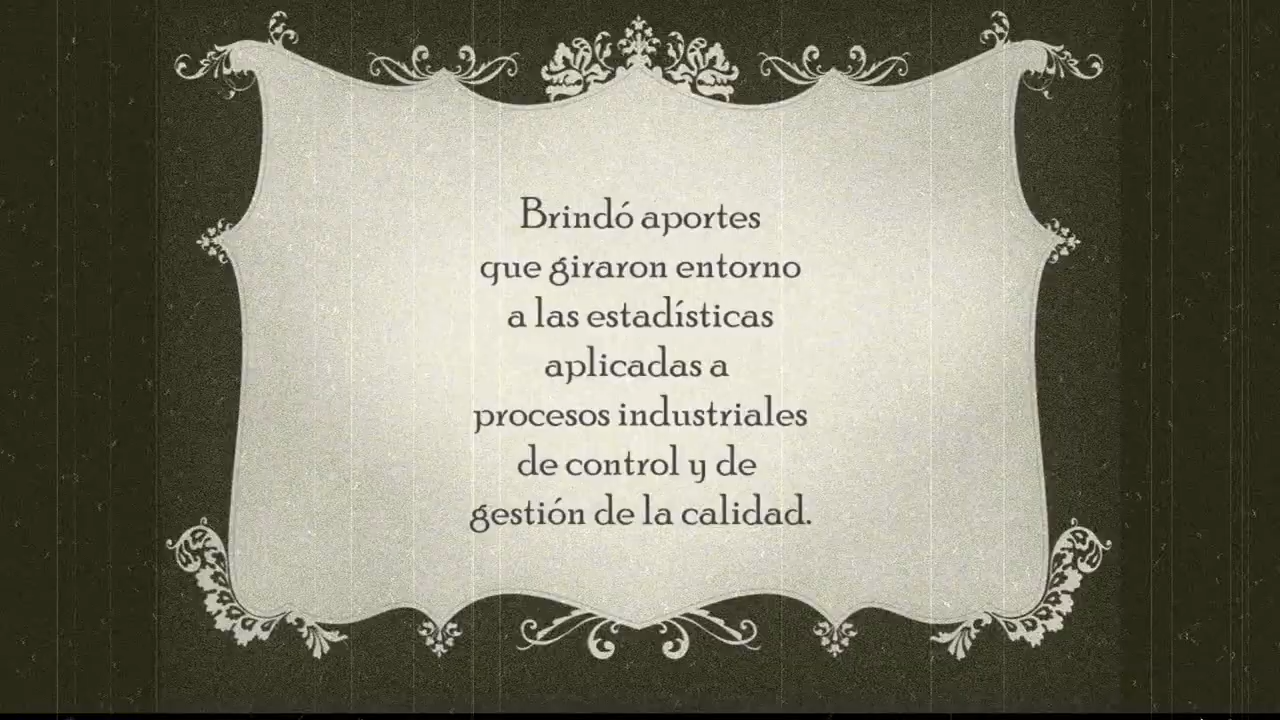 Brindó aportes
que giraron entorno
a las estadísticas
aplicadas a
procesos industriales
de control y de
gestión de la calidad.